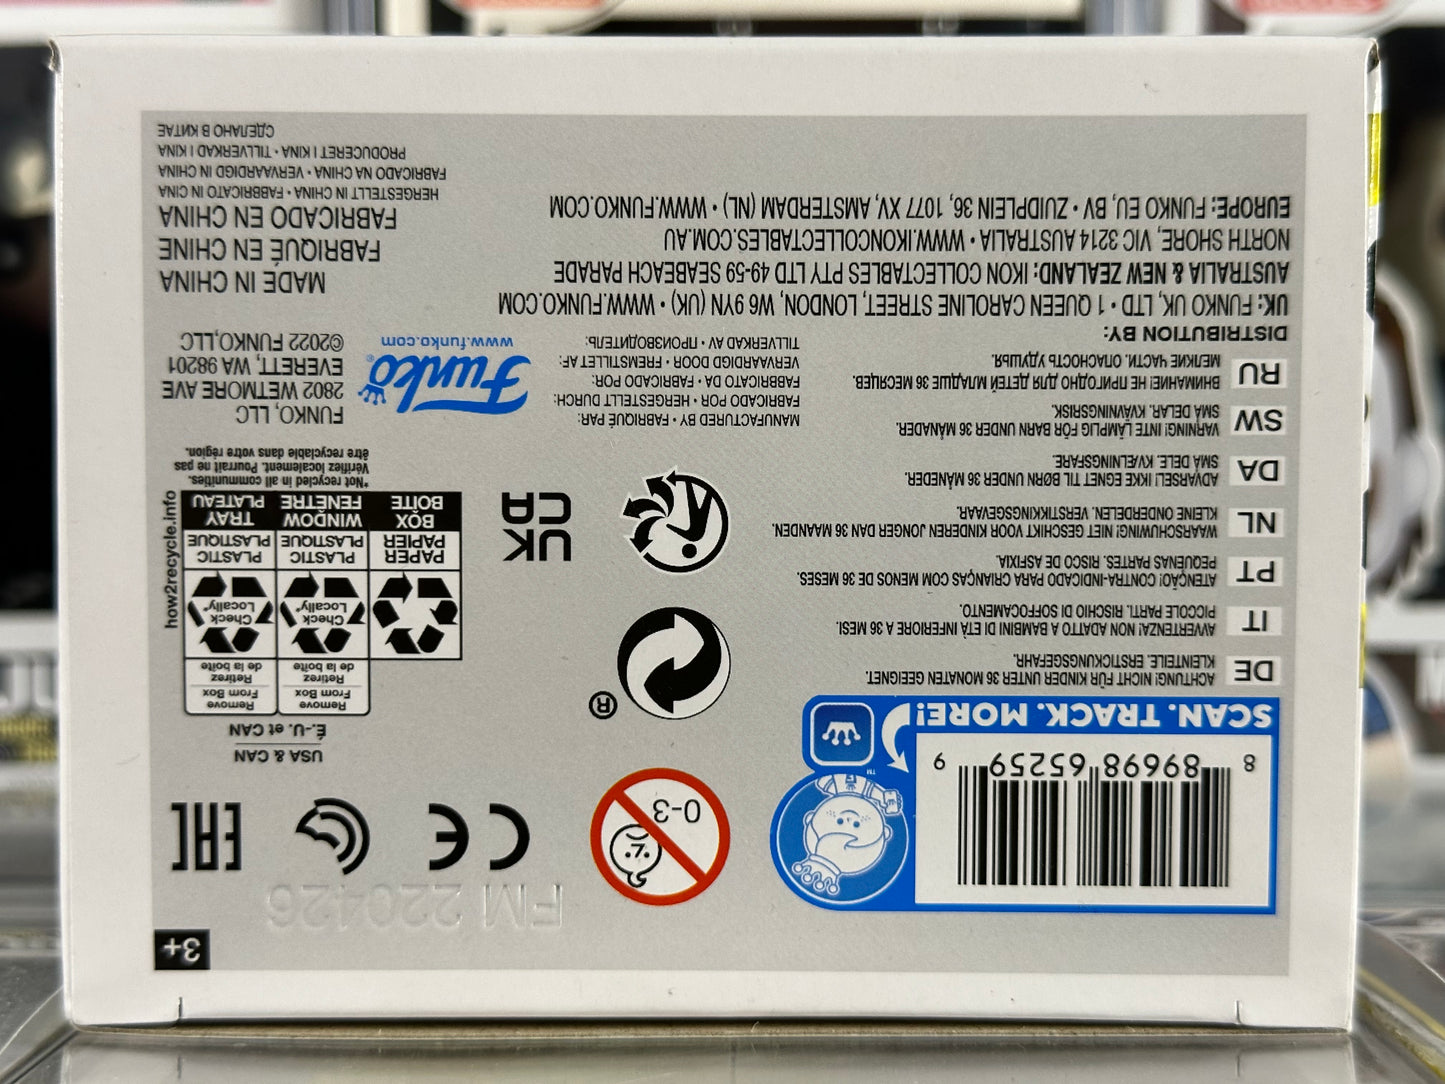 8 89698 65259 9
SCAN. TRACK. MORE!
™
FM 220426
3+
0-3
CE
EAC
USA & CAN
É.-U. et CAN
Remove
From Box
Retirez
de la boîte
Remove
From Box
Retirez
de la boîte
Check
Locally*
Check
Locally*
PAPER
PAPIER
PLASTIC
PLASTIQUE
PLASTIC
PLASTIQUE
BOX
BOÎTE
WINDOW
FENÊTRE
TRAY
PLATEAU
how2recycle.info
*Not recycled in all communities.
Vérifiez localement. Pourrait ne pas
être recyclable dans votre région.
®
UK
CA
DE
ACHTUNG! NICHT FÜR KINDER UNTER 36 MONATEN GEEIGNET.
KLEINTEILE. ERSTICKUNGSGEFAHR.
IT
AVVERTENZA! NON ADATTO A BAMBINI DI ETÀ INFERIORE A 36 MESI.
PICCOLE PARTI. RISCHIO DI SOFFOCAMENTO.
PT
ATENÇÃO! CONTRA-INDICADO PARA CRIANÇAS COM MENOS DE 36 MESES.
PEQUENAS PARTES. RISCO DE ASFIXIA
NL
WAARSCHUWING! NIET GESCHIKT VOOR KINDEREN JONGER DAN 36 MAANDEN.
KLEINE ONDERDELEN. VERSTIKKINGSGEVAAR.
DA
ADVARSEL! IKKE EGNET TIL BØRN UNDER 36 MÅNEDER.
SMÅ DELE. KVÆLNINGSFARE.
SW
VARNING! INTE LÄMPLIG FÖR BARN UNDER 36 MÅNADER.
SMÅ DELAR. KVÄVNINGSRISK.
RU
ВНИМАНИЕ! НЕ ПРИГОДНО ДЛЯ ДЕТЕЙ МЛАДШЕ 36 МЕСЯЦЕВ.
МЕЛКИЕ ЧАСТИ. ОПАСНОСТЬ УДУШЬЯ.
MANUFACTURED BY • FABRIQUÉ PAR:
FABRICADO POR • HERGESTELLT DURCH:
FABRICATO DA • FABRICADO POR:
VERVAARDIGD DOOR • FREMSTILLET AF:
TILLVERKAD AV • ПРОИЗВОДИТЕЛЬ:
Funko®
www.funko.com
FUNKO, LLC
2802 WETMORE AVE
EVERETT, WA 98201
©2022 FUNKO,LLC
DISTRIBUTION BY:
UK: FUNKO UK, LTD • 1 QUEEN CAROLINE STREET, LONDON, W6 9YN (UK) • WWW.FUNKO.COM
AUSTRALIA & NEW ZEALAND: IKON COLLECTABLES PTY LTD 49-59 SEABEACH PARADE
NORTH SHORE, VIC 3214 AUSTRALIA • WWW.IKONCOLLECTABLES.COM.AU
EUROPE: FUNKO EU, BV • ZUIDPLEIN 36, 1077 XV, AMSTERDAM (NL) • WWW.FUNKO.COM
MADE IN CHINA
FABRIQUÉ EN CHINE
FABRICADO EN CHINA
HERGESTELLT IN CHINA • FABBRICATO IN CINA
FABRICADO NA CHINA • VERVAARDIGD IN CHINA
PRODUCERET I KINA • TILLVERKAD I KINA
СДЕЛАНО В КИТАЕ